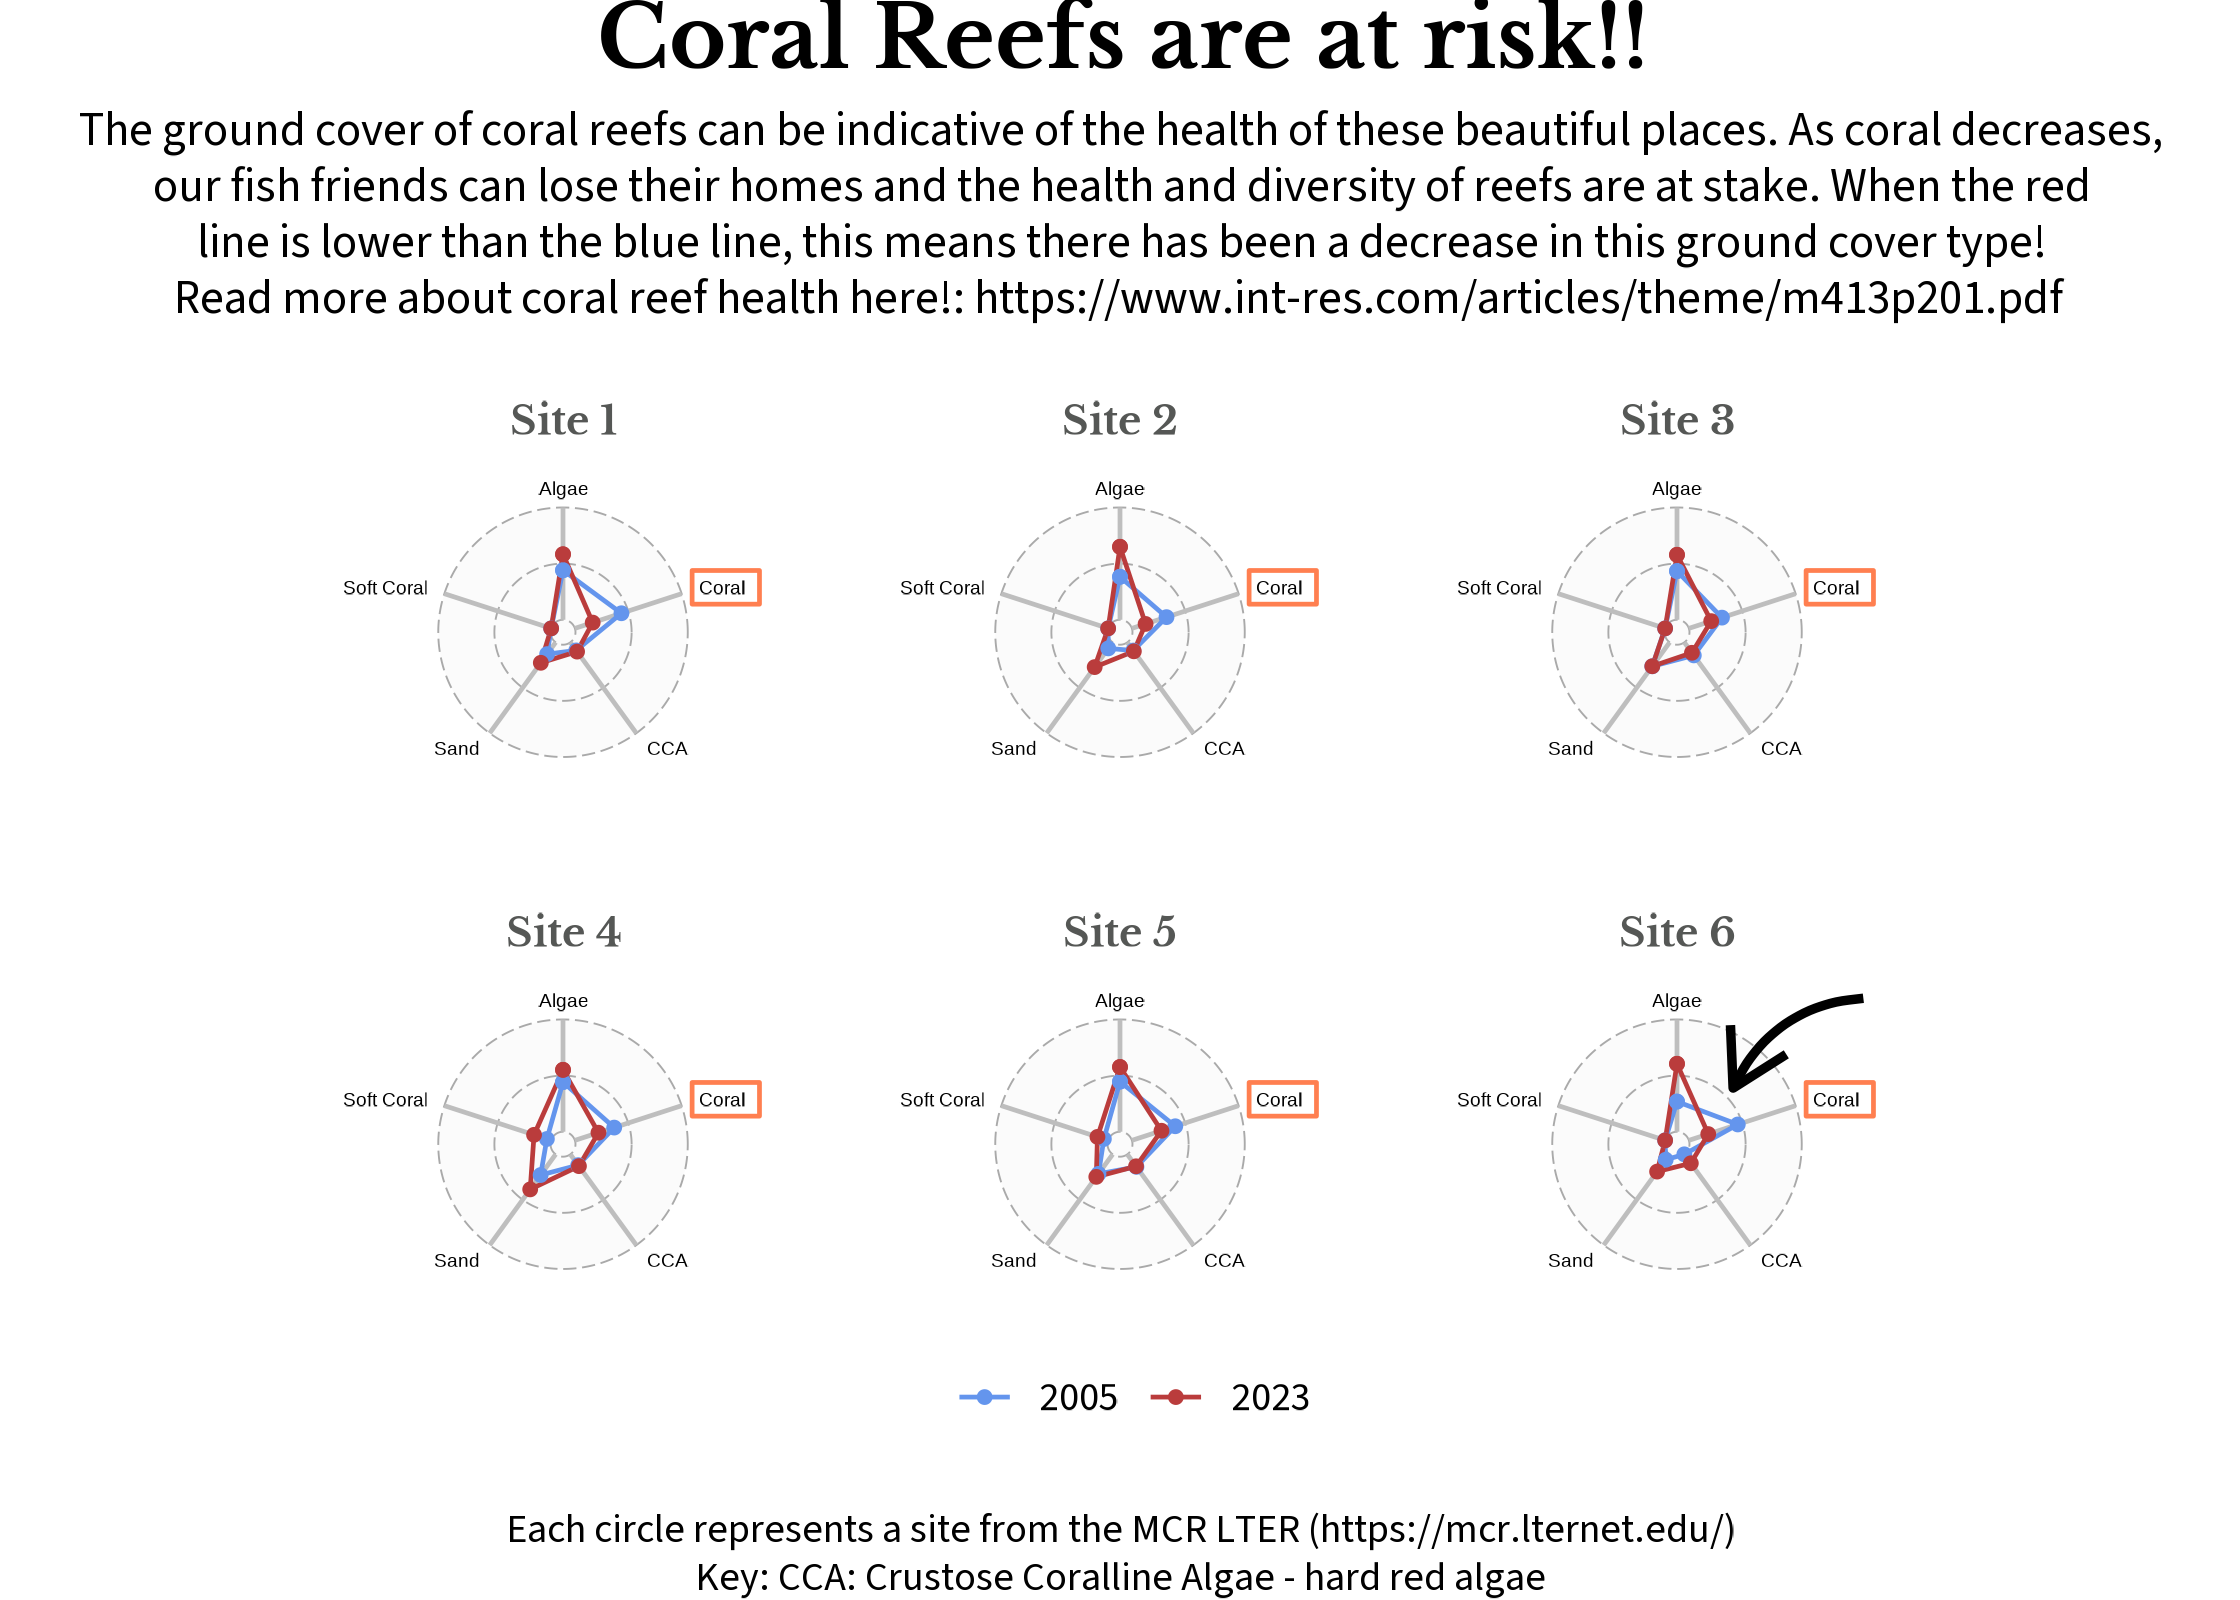 Coral Reefs are at risk!!
The ground cover of coral reefs can be indicative of the health of these beautiful places. As coral decreases,
our fish friends can lose their homes and the health and diversity of reefs are at stake. When the red
line is lower than the blue line, this means there has been a decrease in this ground cover type!
Read more about coral reef health here!: https://www.int-res.com/articles/theme/m413p201.pdf
Site 1
Algae
Coral
CCA
Sand
Soft Coral
Site 2
Algae
Coral
CCA
Sand
Soft Coral
Site 3
Algae
Coral
CCA
Sand
Soft Coral
Site 4
Algae
Coral
CCA
Sand
Soft Coral
Site 5
Algae
Coral
CCA
Sand
Soft Coral
Site 6
Algae
Coral
CCA
Sand
Soft Coral
2005
2023
Each circle represents a site from the MCR LTER (https://mcr.lternet.edu/)
Key: CCA: Crustose Coralline Algae - hard red algae